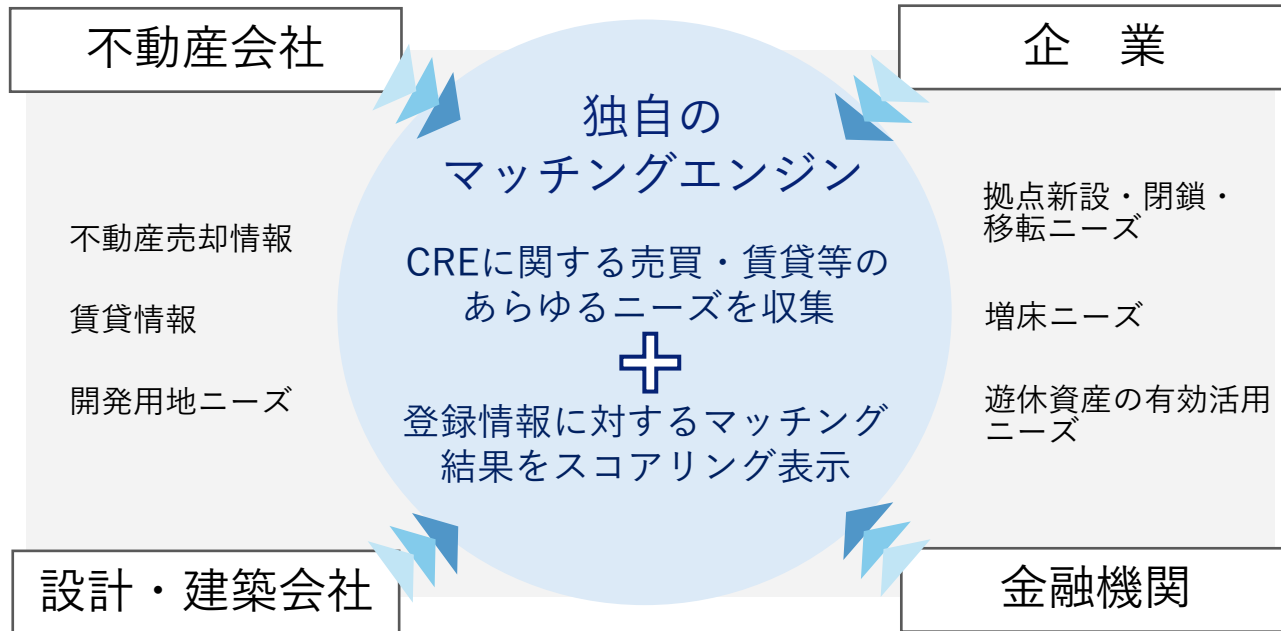 不動産会社
企　業
独自の
マッチングエンジン
CREに関する売買・賃貸等の
あらゆるニーズを収集
登録情報に対するマッチング
結果をスコアリング表示
不動産売却情報
賃貸情報
開発用地ニーズ
拠点新設・閉鎖・
移転ニーズ
増床ニーズ
遊休資産の有効活用
ニーズ
設計・建築会社
金融機関